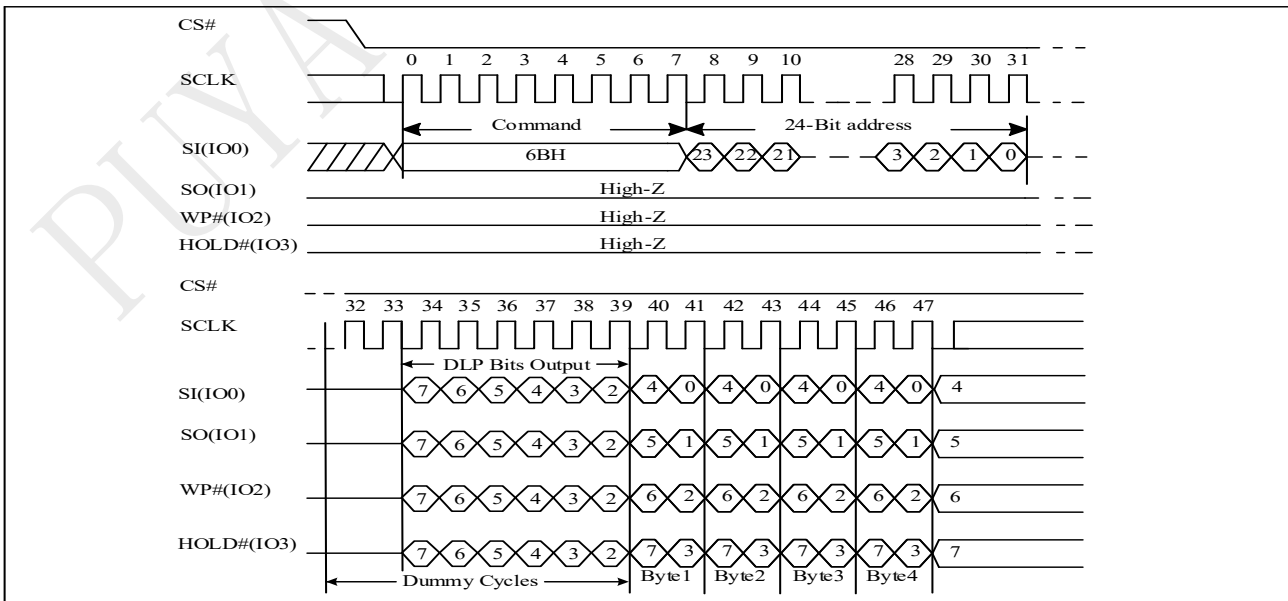 PUYA
CS#
SCLK 0 1 2 3 4 5 6 7 8 9 10 28 29 30 31
Command 24-Bit address
SI(IO0) 6BH 23 22 21 3 2 1 0
SO(IO1) High-Z
WP#(IO2) High-Z
HOLD#(IO3) High-Z
CS#
32 33 34 35 36 37 38 39 40 41 42 43 44 45 46 47
SCLK
DLP Bits Output
SI(IO0) 7 6 5 4 3 2 4 0 4 0 4 0 4 0 4
SO(IO1) 7 6 5 4 3 2 5 1 5 1 5 1 5 1 5
WP#(IO2) 7 6 5 4 3 2 6 2 6 2 6 2 6 2 6
HOLD#(IO3) 7 6 5 4 3 2 7 3 7 3 7 3 7 3 7
Dummy Cycles Byte1 Byte2 Byte3 Byte4